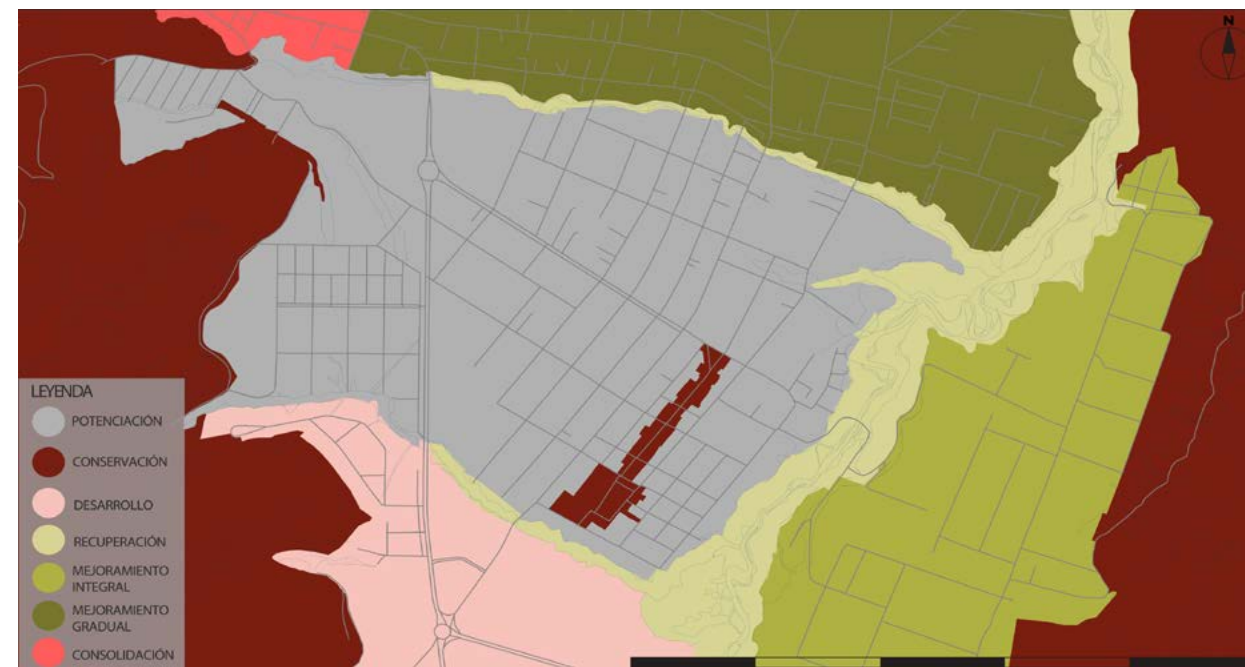 N
LEYENDA
POTENCIACIÓN
CONSERVACIÓN
DESARROLLO
RECUPERACIÓN
MEJORAMIENTO
INTEGRAL
MEJORAMIENTO
GRADUAL
CONSOLIDACIÓN